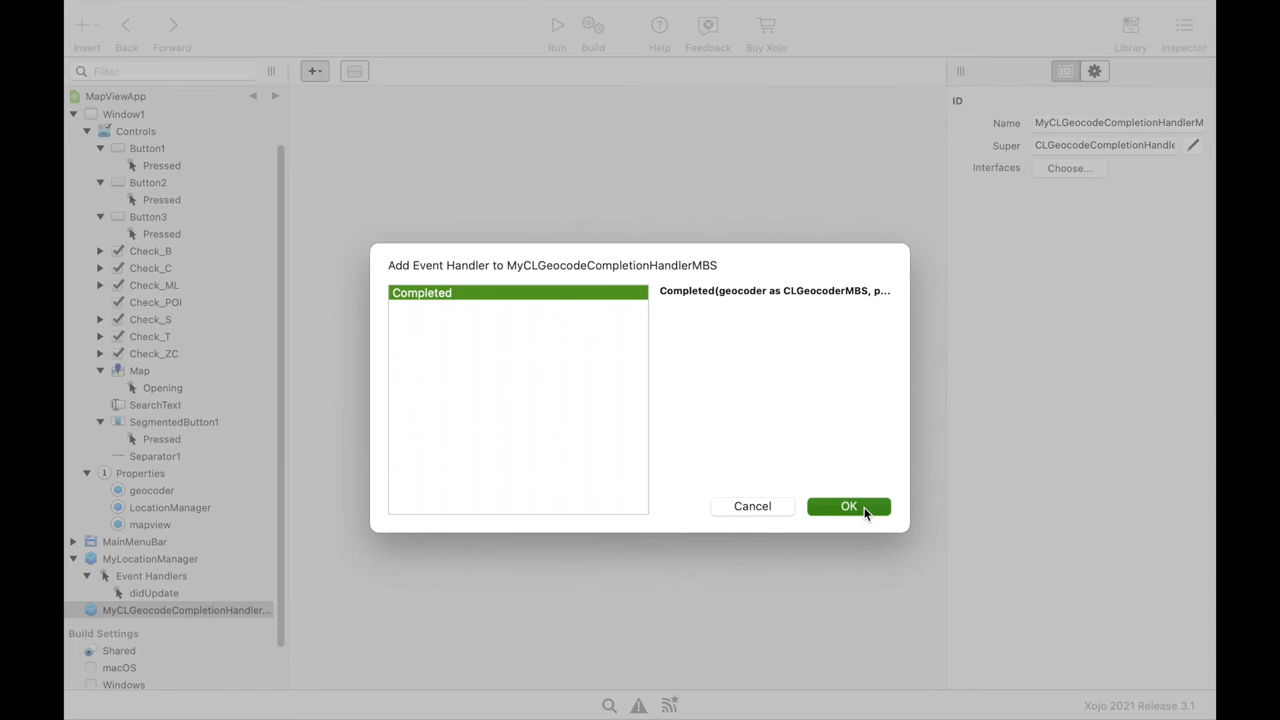 Insert
Back
Forward
Run
Build
Help
Feedback
Buy Xojo
Library
Inspector
Filter
MapViewApp
Window1
Controls
Button1
Pressed
Button2
Pressed
Button3
Pressed
Check_B
Check_C
Check_ML
Check_POI
Check_S
Check_T
Check_ZC
Map
Opening
SearchText
SegmentedButton1
Pressed
Separator1
Properties
geocoder
LocationManager
mapview
MainMenuBar
MyLocationManager
Event Handlers
didUpdate
MyCLGeocodeCompletionHandler...
Build Settings
Shared
macOS
Windows
Add Event Handler to MyCLGeocodeCompletionHandlerMBS
Completed
Completed(geocoder as CLGeocoderMBS, p...
Cancel
OK
ID
ID
Name MyCLGeocodeCompletionHandlerM
Super CLGeocodeCompletionHandle
Interfaces Choose...
Xojo 2021 Release 3.1